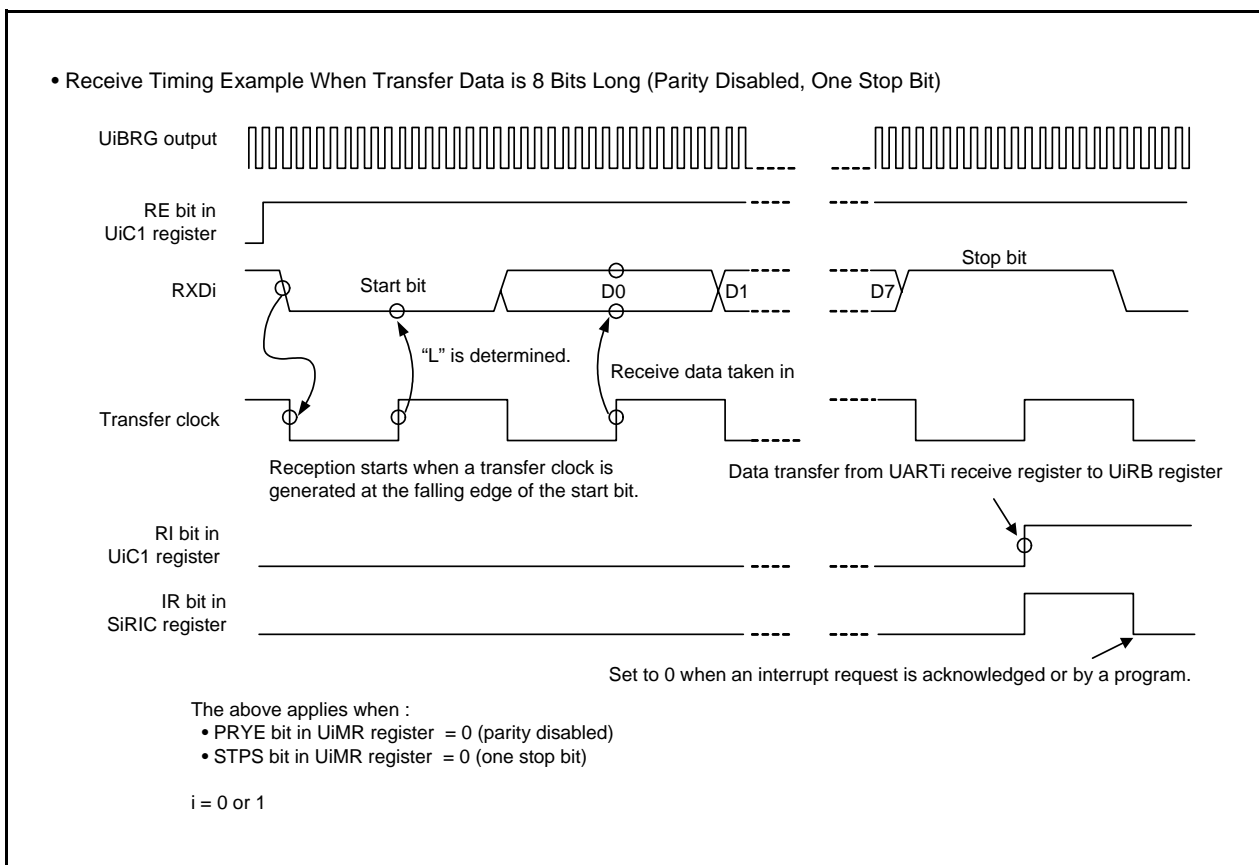 • Receive Timing Example When Transfer Data is 8 Bits Long (Parity Disabled, One Stop Bit)
UiBRG output
RE bit in
UiC1 register
RXDi
Start bit
D0
D1
D7
Stop bit
“L” is determined.
Receive data taken in
Transfer clock
Reception starts when a transfer clock is
generated at the falling edge of the start bit.
Data transfer from UARTi receive register to UiRB register
RI bit in
UiC1 register
IR bit in
SiRIC register
Set to 0 when an interrupt request is acknowledged or by a program.
The above applies when :
• PRYE bit in UiMR register = 0 (parity disabled)
• STPS bit in UiMR register = 0 (one stop bit)
i = 0 or 1